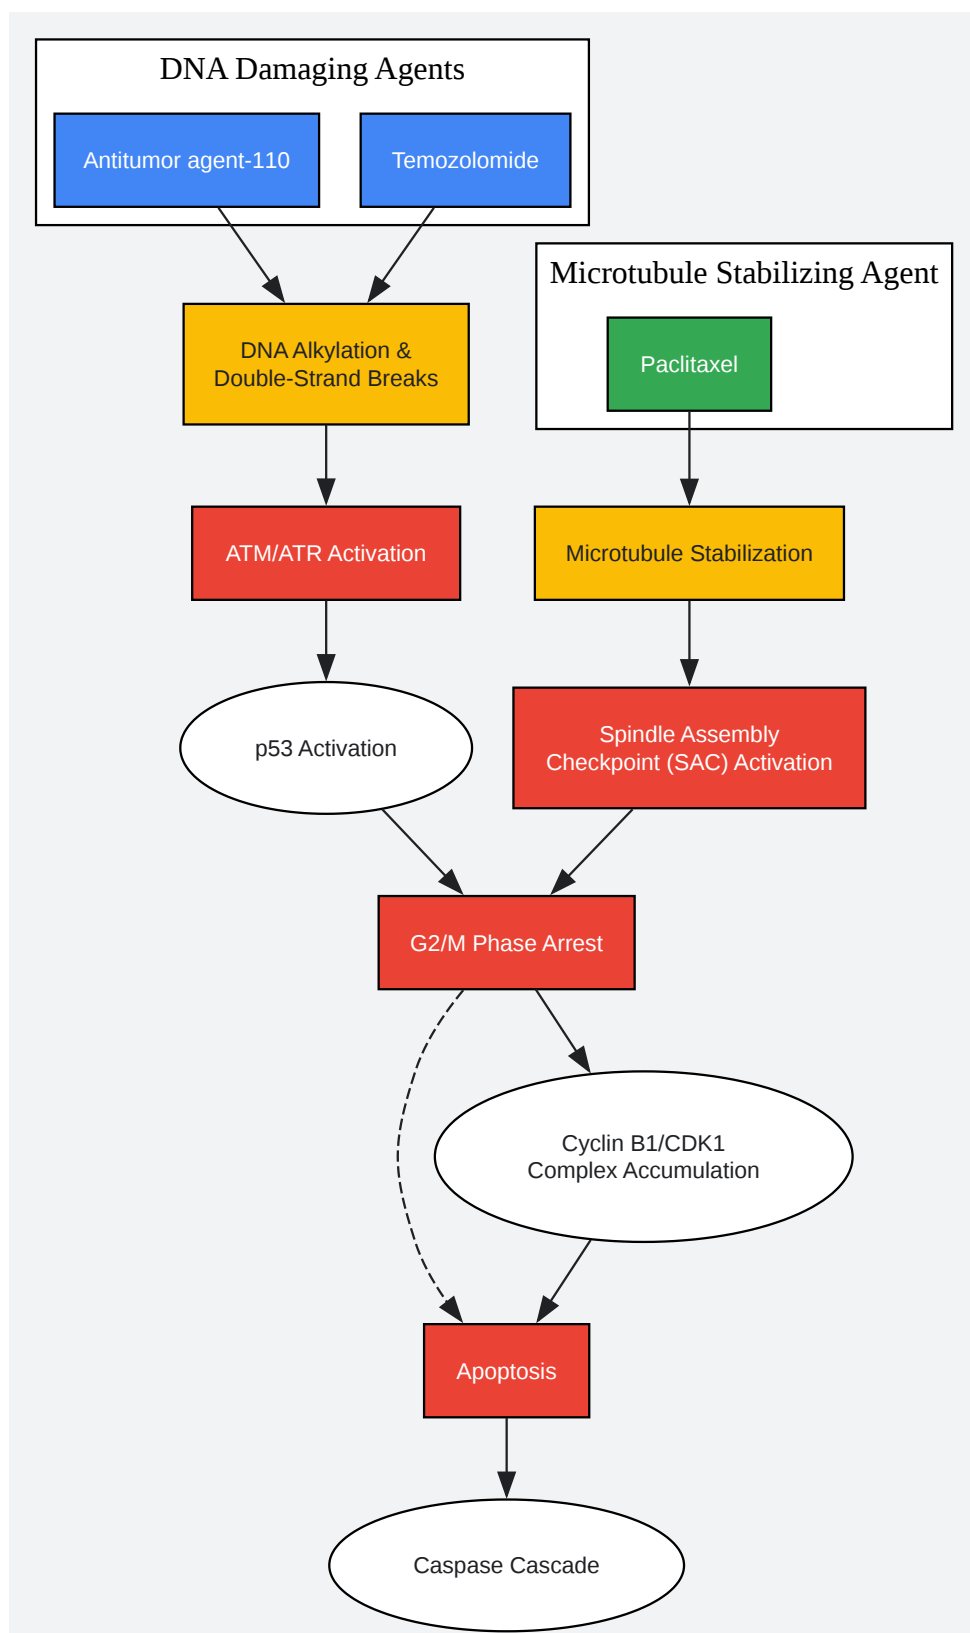 DNA Damaging Agents
Antitumor agent-110
Temozolomide
Microtubule Stabilizing Agent
DNA Alkylation &
Double-Strand Breaks
Paclitaxel
ATM/ATR Activation
Microtubule Stabilization
p53 Activation
Spindle Assembly
Checkpoint (SAC) Activation
G2/M Phase Arrest
Cyclin B1/CDK1
Complex Accumulation
Apoptosis
Caspase Cascade